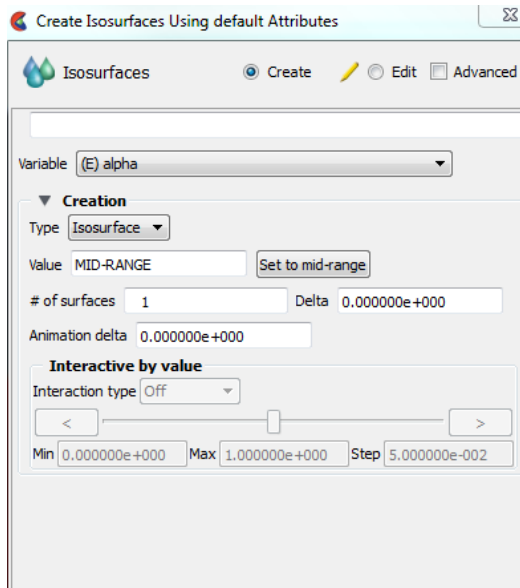 Create Isosurfaces Using default Attributes
Isosurfaces Create Edit Advanced
Variable (E) alpha
Creation
Type Isosurface
Value MID-RANGE Set to mid-range
# of surfaces 1 Delta 0.000000e+000
Animation delta 0.000000e+000
Interactive by value
Interaction type Off
< >
Min 0.000000e+000 Max 1.000000e+000 Step 5.000000e-002